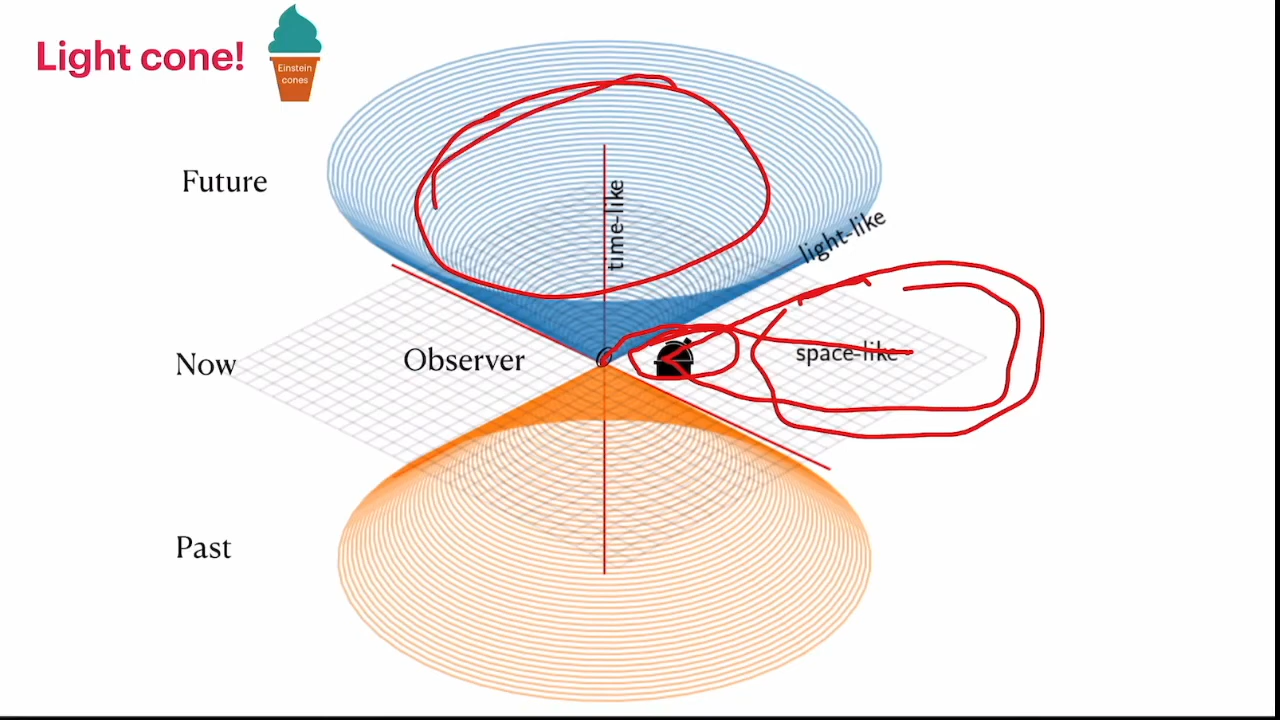 Light cone!
Einstein
cones
Future
time-like
light-like
Now
Observer
space-like
Past